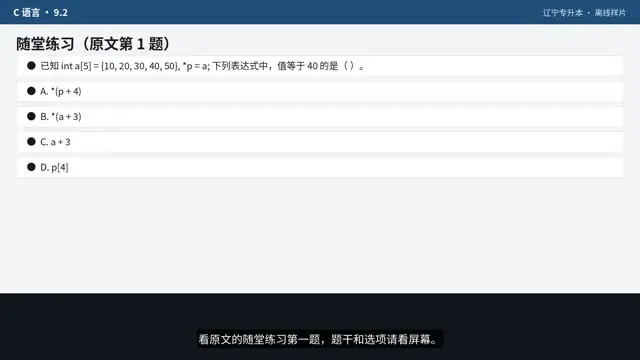 C 语言 • 9.2
辽宁专升本 • 离线样片
随堂练习（原文第 1 题）
● 已知 int a[5] = {10, 20, 30, 40, 50}, *p = a; 下列表达式中，值等于 40 的是（ ）。
● A. *(p + 4)
● B. *(a + 3)
● C. a + 3
● D. p[4]
看原文的随堂练习第一题，题干和选项请看屏幕。